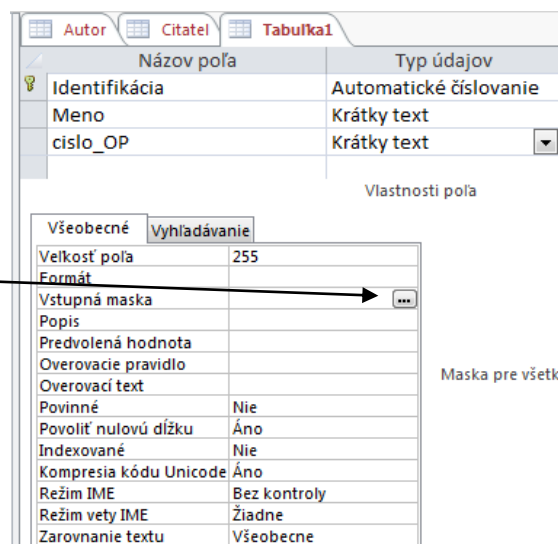 Autor Citatel Tabuľka1
Názov poľa Typ údajov
Identifikácia Automatické číslovanie
Meno Krátky text
cislo_OP Krátky text
Vlastnosti poľa
Všeobecné Vyhľadávanie
Veľkosť poľa 255
Formát
Vstupná maska ...
Popis
Predvolená hodnota
Overovacie pravidlo
Overovací text
Maska pre všetk
Povinné Nie
Povoliť nulovú dĺžku Áno
Indexované Nie
Kompresia kódu Unicode Áno
Režim IME Bez kontroly
Režim vety IME Žiadne
Zarovnanie textu Všeobecne